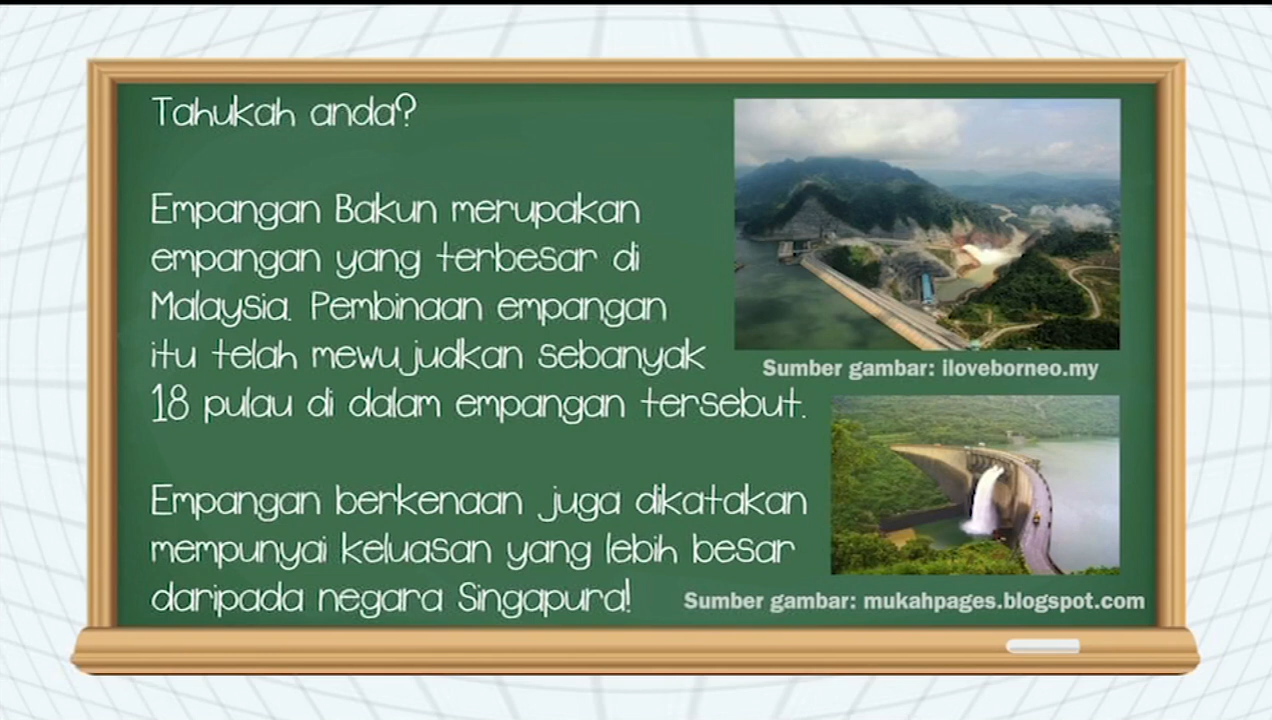 Tahukah anda?
Empangan Bakun merupakan
empangan yang terbesar di
Malaysia. Pembinaan empangan
itu telah mewujudkan sebanyak
18 pulau di dalam empangan tersebut.
Empangan berkenaan juga dikatakan
mempunyai keluasan yang lebih besar
daripada negara Singapura!
Sumber gambar: iloveborneo.my
Sumber gambar: mukahpages.blogspot.com